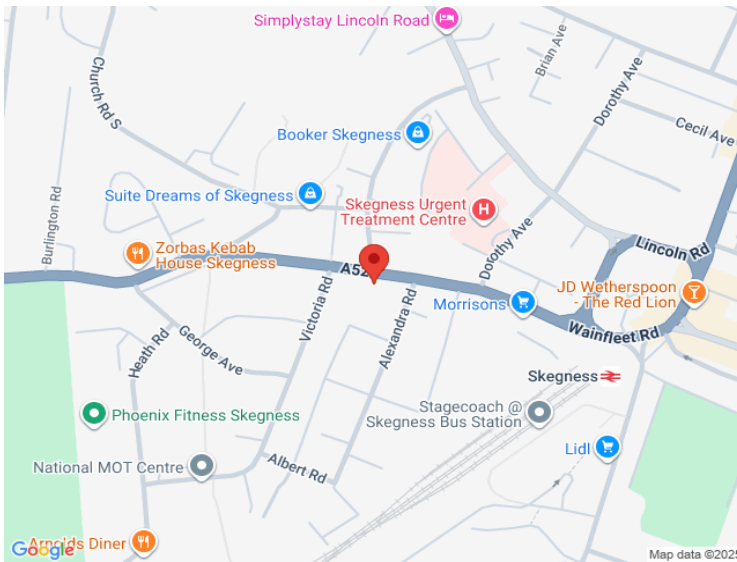 Simplystay Lincoln Road
Brian Ave
Dorothy Ave
Church Rd S
Cecil Ave
Booker Skegness
Suite Dreams of Skegness
Skegness Urgent
Treatment Centre
H
Burlington Rd
Zorbas Kebab
House Skegness
A52
Dorothy Ave
Lincoln Rd
JD Wetherspoon
- The Red Lion
Victoria Rd
Morrisons
Wainfleet Rd
Alexandra Rd
Heath Rd
George Ave
Skegness
Phoenix Fitness Skegness
Stagecoach @
Skegness Bus Station
Lidl
National MOT Centre
Albert Rd
Arnolds Diner
Google
Map data ©2025